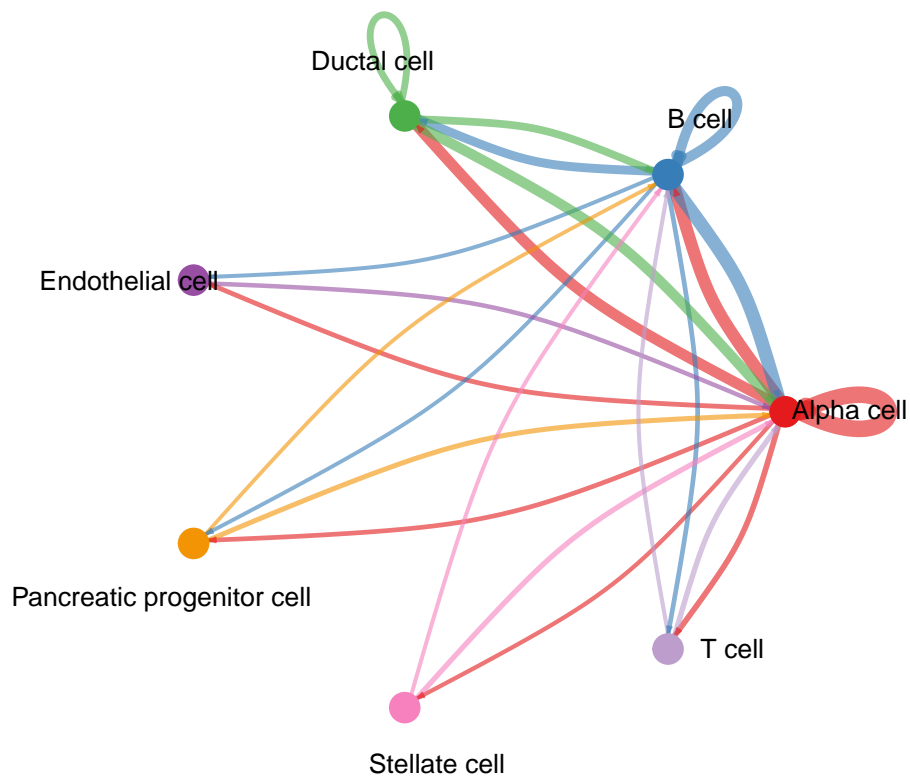 Ductal cell
B cell
Endothelial cell
Alpha cell
Pancreatic progenitor cell
T cell
Stellate cell